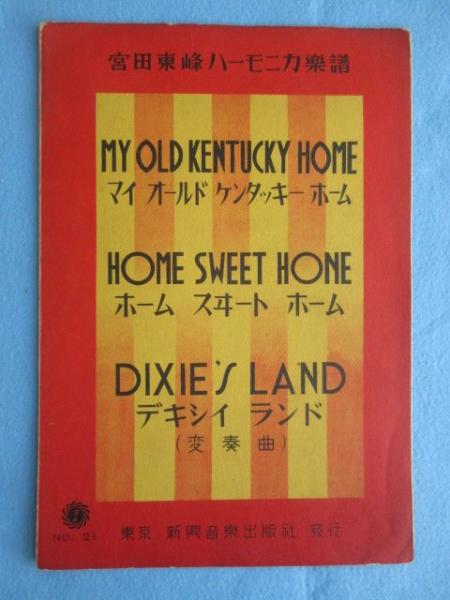 宮田東峰ハーモニカ樂譜
MY OLD KENTUCKY HOME
マイ オールド ケンタッキー ホーム
HOME SWEET HONE
ホーム スヰート ホーム
DIXIE'S LAND
デキシイ ランド
(変奏曲)
NO. 21 東京 新興音樂出版社 發行